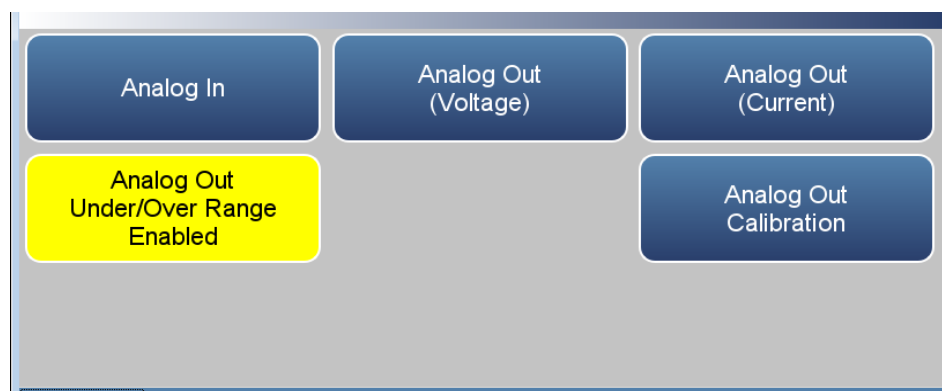 Analog In
Analog Out
(Voltage)
Analog Out
(Current)
Analog Out
Under/Over Range
Enabled
Analog Out
Calibration